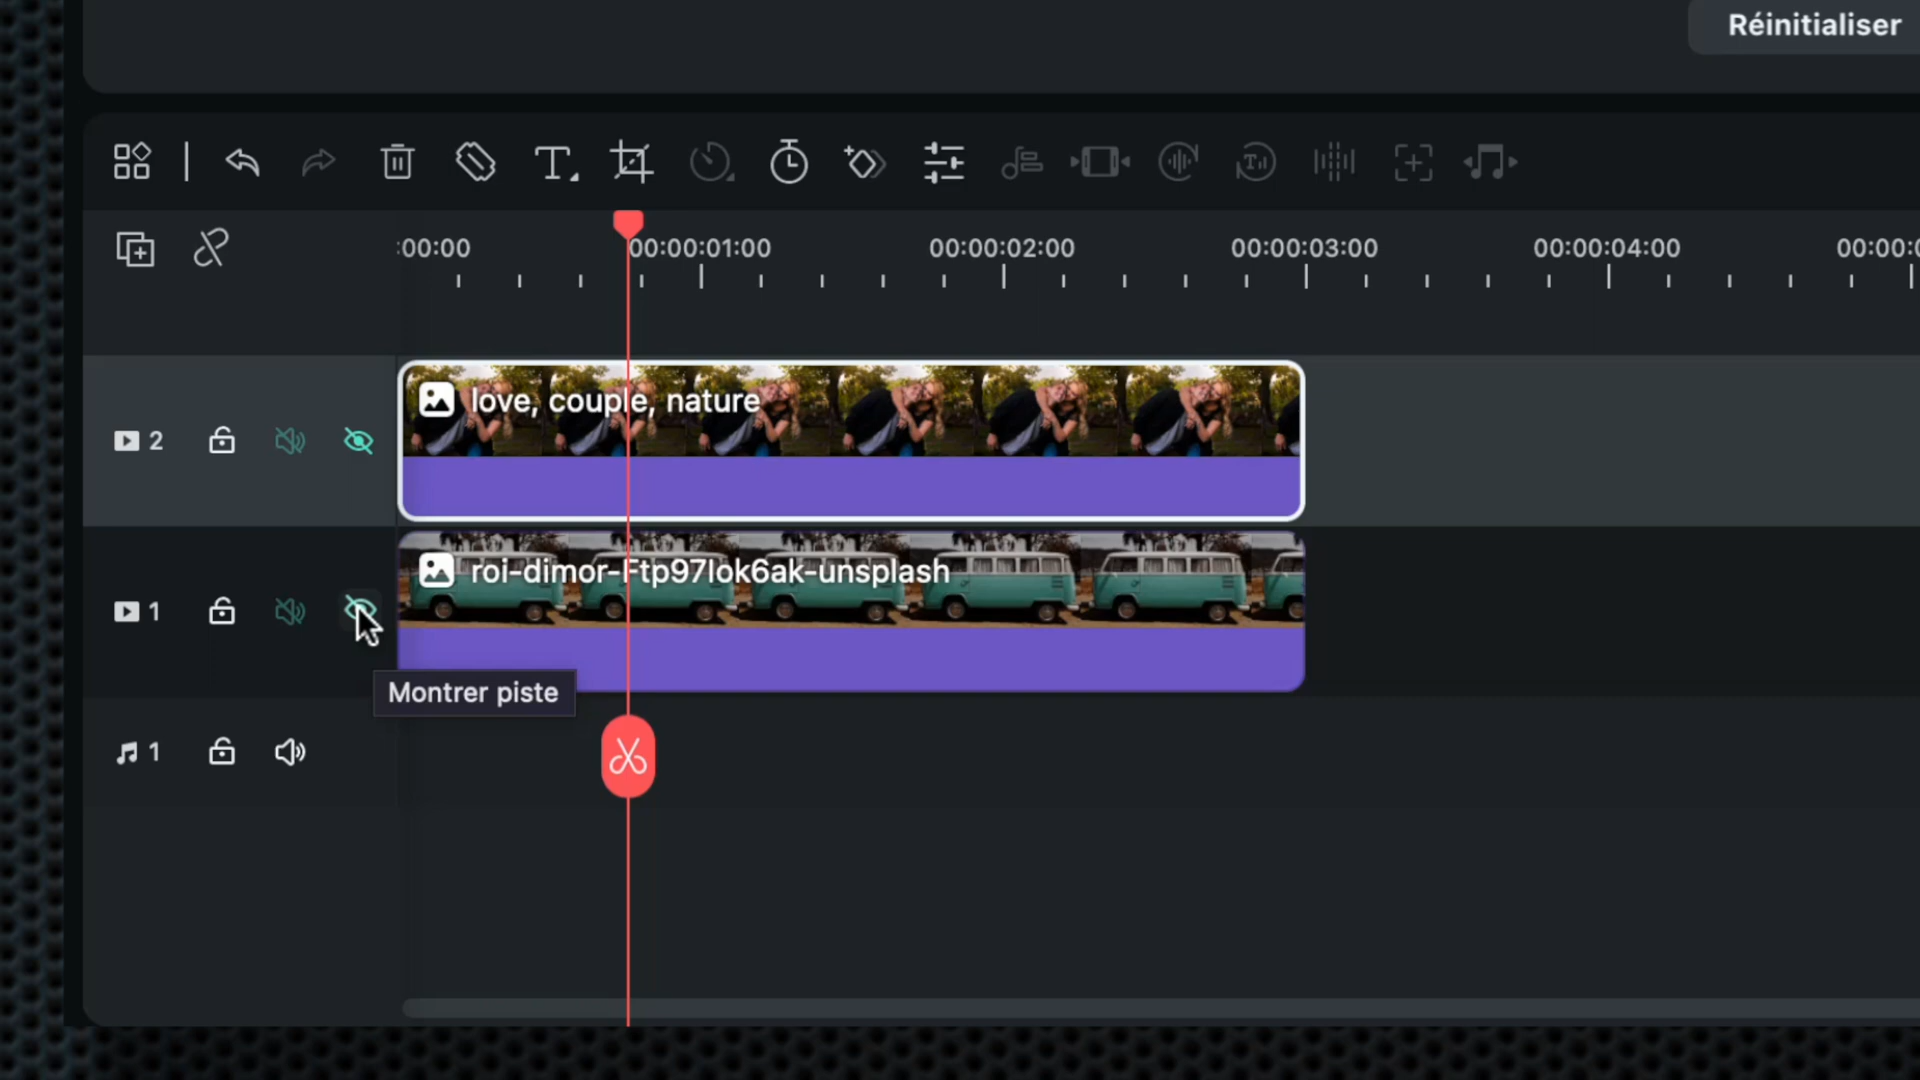 Réinitialiser
:00:00 00:00:01:00 00:00:02:00 00:00:03:00 00:00:04:00 00:00:0
love, couple, nature
2
roi-dimor-Ftp97lok6ak-unsplash
1
Montrer piste
1